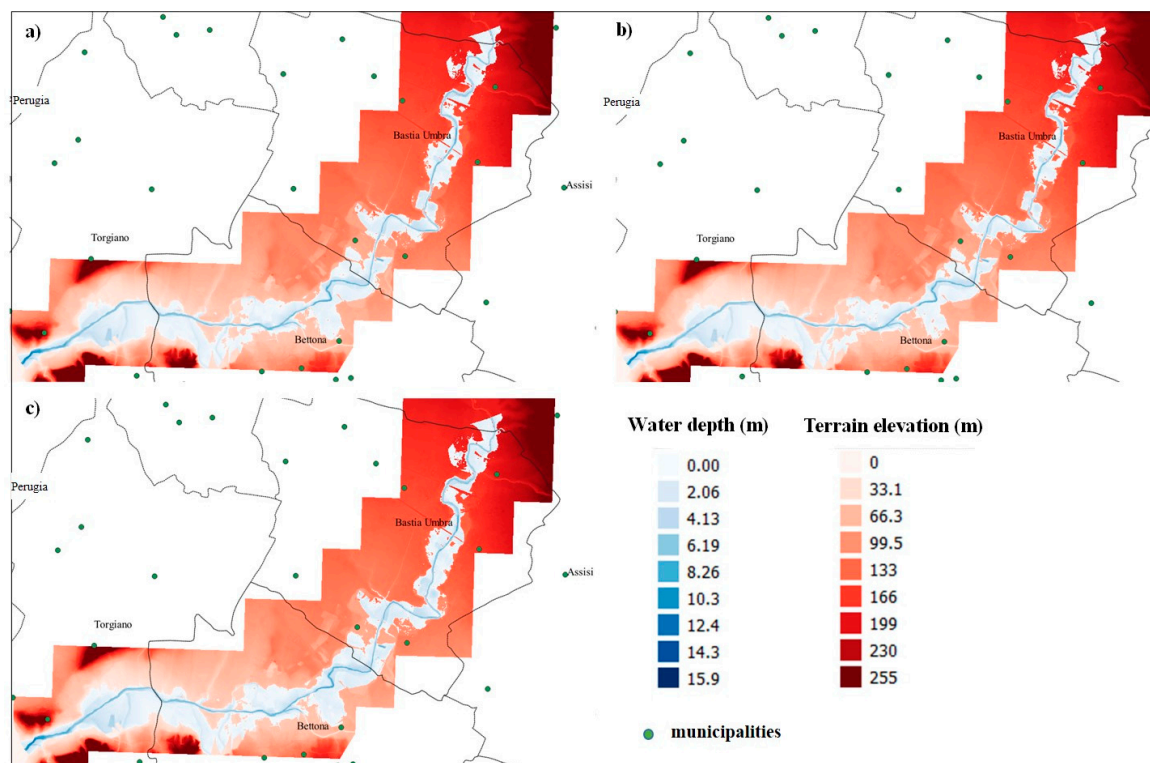 a)
Perugia
Bastia Umbra
Assisi
Torgiano
Bettona
b)
Perugia
Bastia Umbra
Torgiano
Bettona
c)
Perugia
Bastia Umbra
Assisi
Torgiano
Bettona
Water depth (m)
0.00
2.06
4.13
6.19
8.26
10.3
12.4
14.3
15.9
Terrain elevation (m)
0
33.1
66.3
99.5
133
166
199
230
255
municipalities